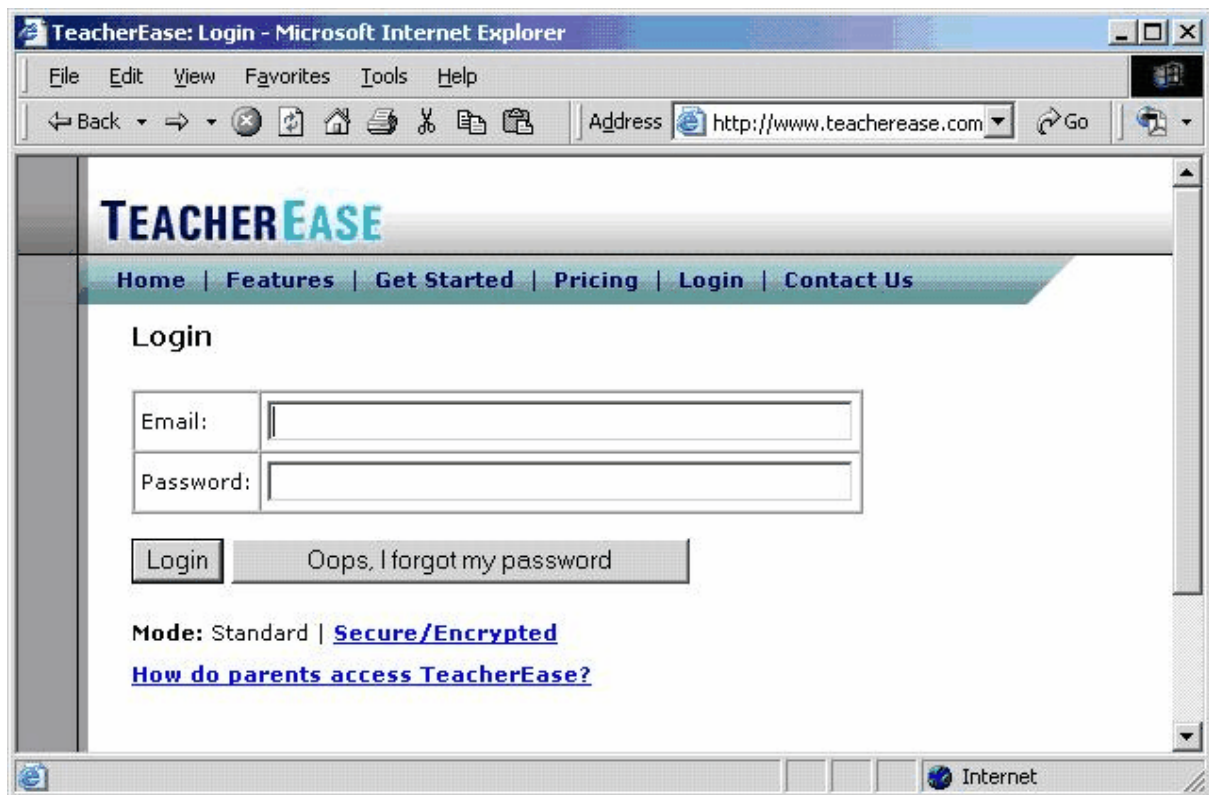 TeacherEase: Login - Microsoft Internet Explorer
File Edit View Favorites Tools Help
Back Address http://www.teacherease.com Go
TEACHEREASE
Home | Features | Get Started | Pricing | Login | Contact Us
Login
Email:
Password:
Login Oops, I forgot my password
Mode: Standard | Secure/Encrypted
How do parents access TeacherEase?
Internet